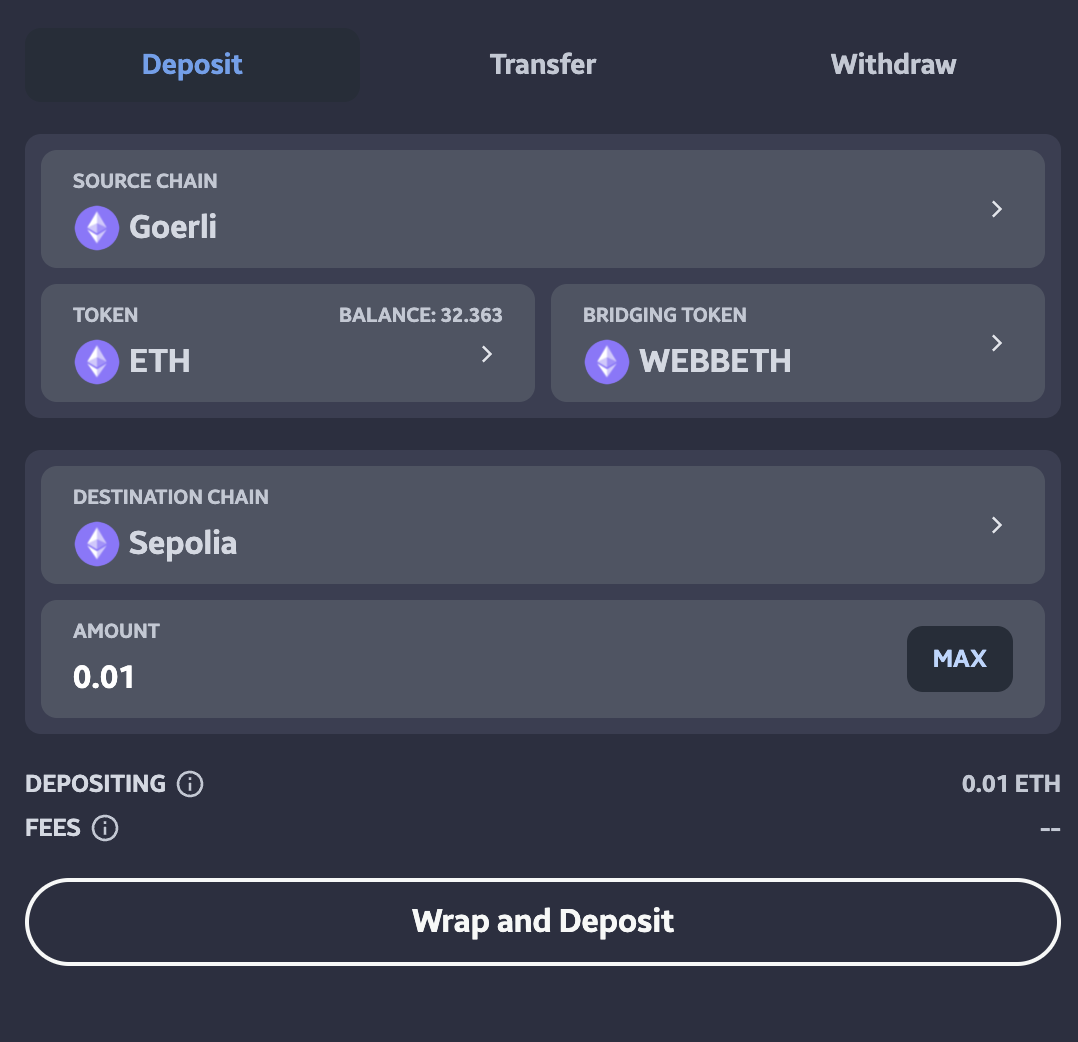 Deposit Transfer Withdraw
SOURCE CHAIN
Goerli
TOKEN BALANCE: 32.363
ETH
BRIDGING TOKEN
WEBBETH
DESTINATION CHAIN
Sepolia
AMOUNT
0.01
MAX
DEPOSITING 0.01 ETH
FEES --
Wrap and Deposit